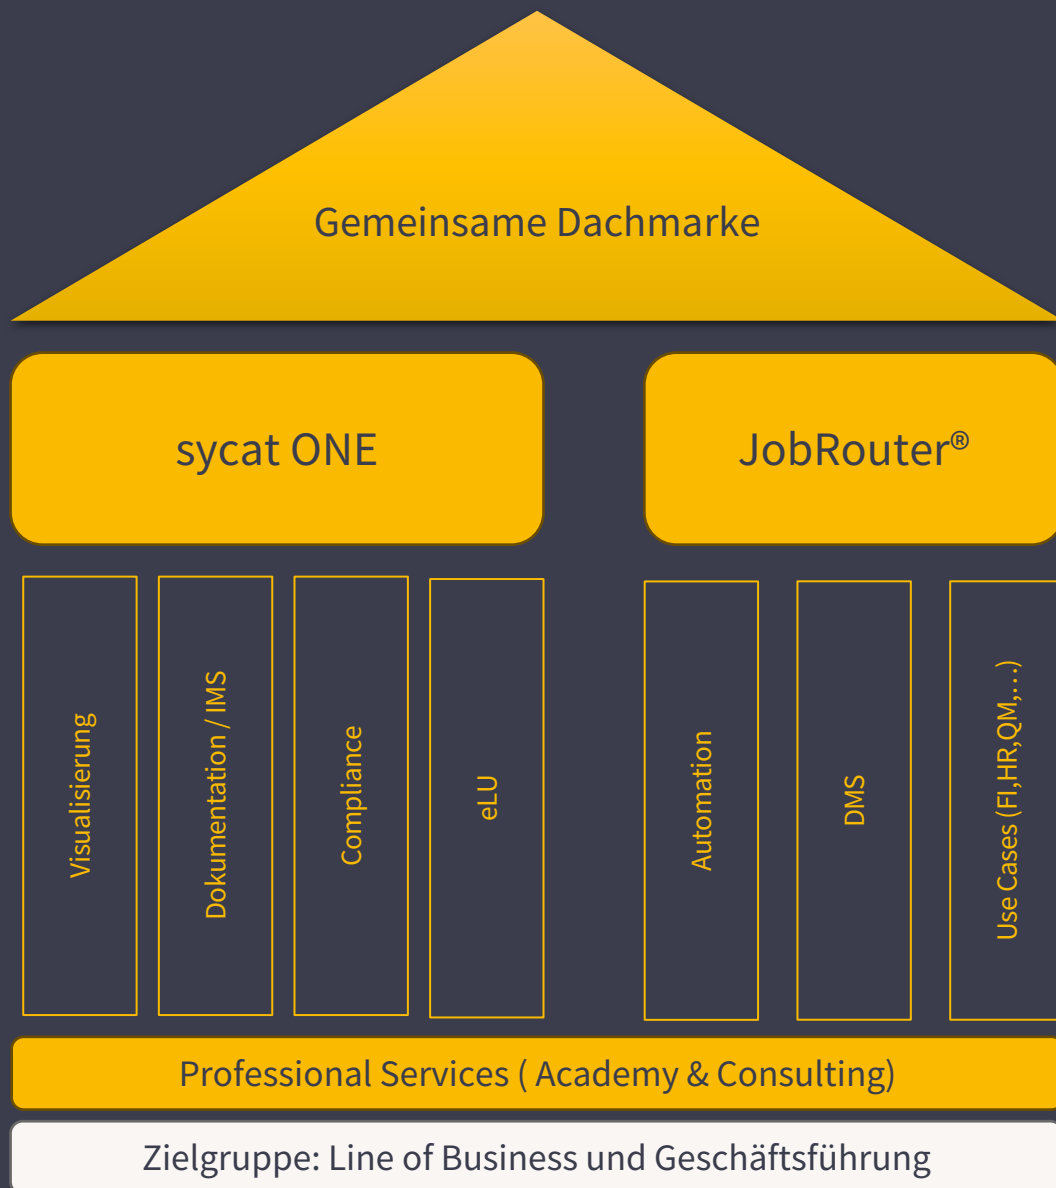 Gemeinsame Dachmarke
sycat ONE
JobRouter®
Visualisierung
Dokumentation / IMS
Compliance
eLU
Automation
DMS
Use Cases (FI,HR,QM,…)
Professional Services ( Academy & Consulting)
Zielgruppe: Line of Business und Geschäftsführung